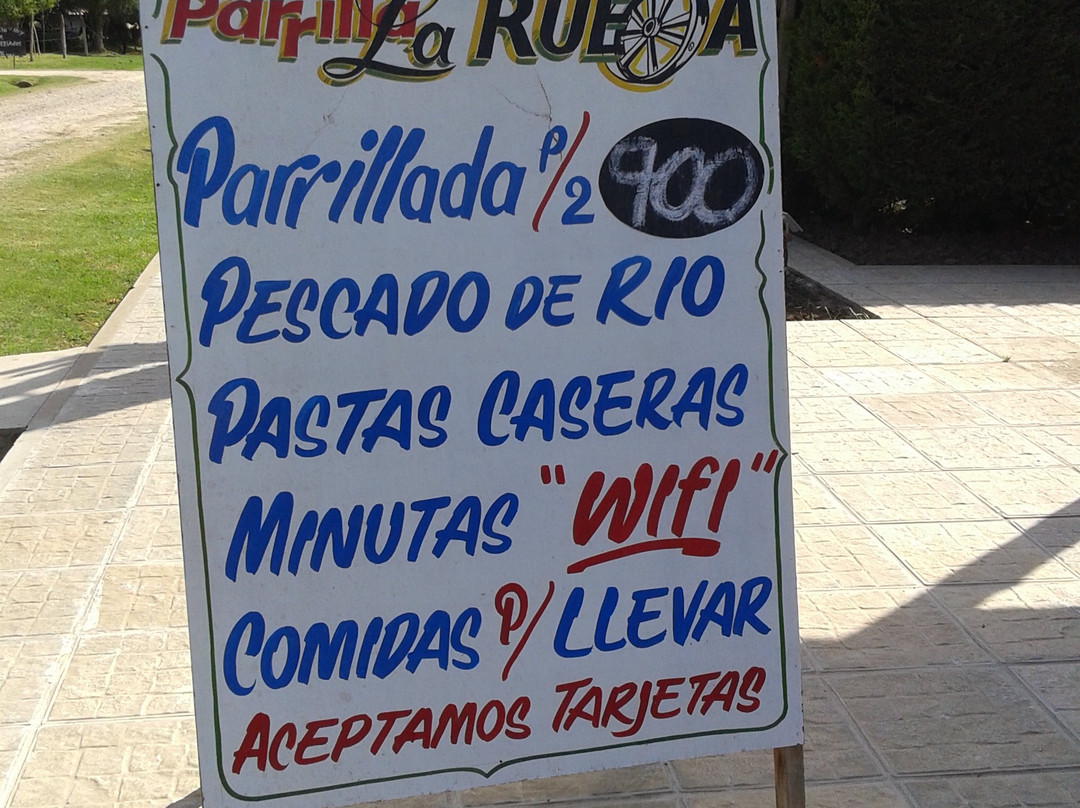 Parrilla La RUEDA
Parrillada P/2 900
PESCADO DE RIO
PASTAS CASERAS
MINUTAS "WIFI"
COMIDAS P/ LLEVAR
ACEPTAMOS TARJETAS